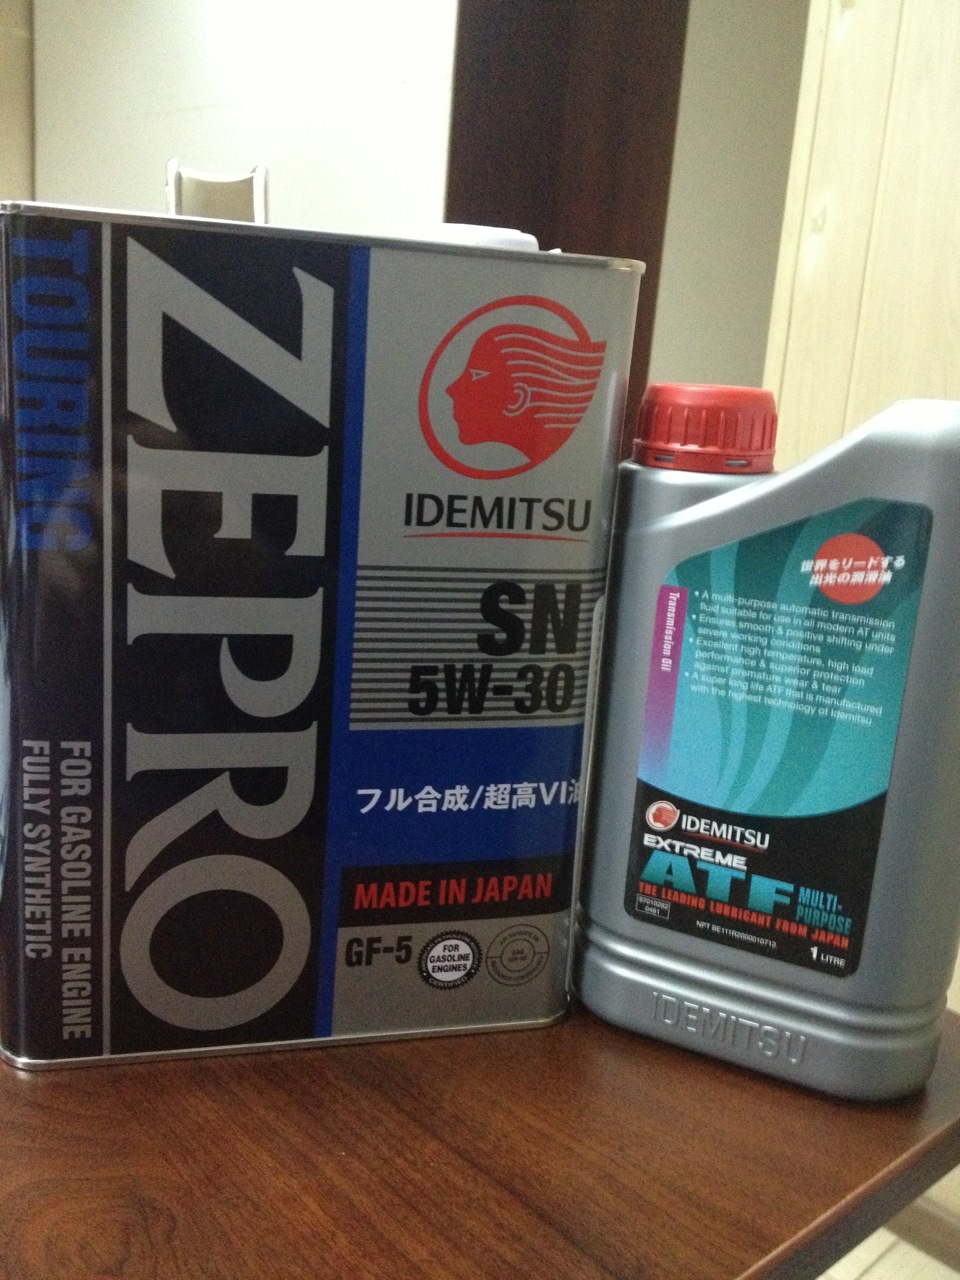 TOURING
FOR GASOLINE ENGINE
FULLY SYNTHETIC
ZEPRO
IDEMITSU
SN
5W-30
フル合成/超高VI油
MADE IN JAPAN
GF-5
FOR
GASOLINE
ENGINES
CERTIFIED
世界をリードする
出光の潤滑油
Transmission Oil
• A multi-purpose automatic transmission
fluid suitable for use in all modern AT units
• Ensures smooth & positive shifting under
severe working conditions
• Excellent high temperature, high load
performance & superior protection
against premature wear & tear
• A super long life ATF that is manufactured
with the highest technology of Idemitsu
IDEMITSU
EXTREME
ATF MULTI-
PURPOSE
THE LEADING LUBRICANT FROM JAPAN
NPT BE111R2000010712
1 LITRE
IDEMITSU